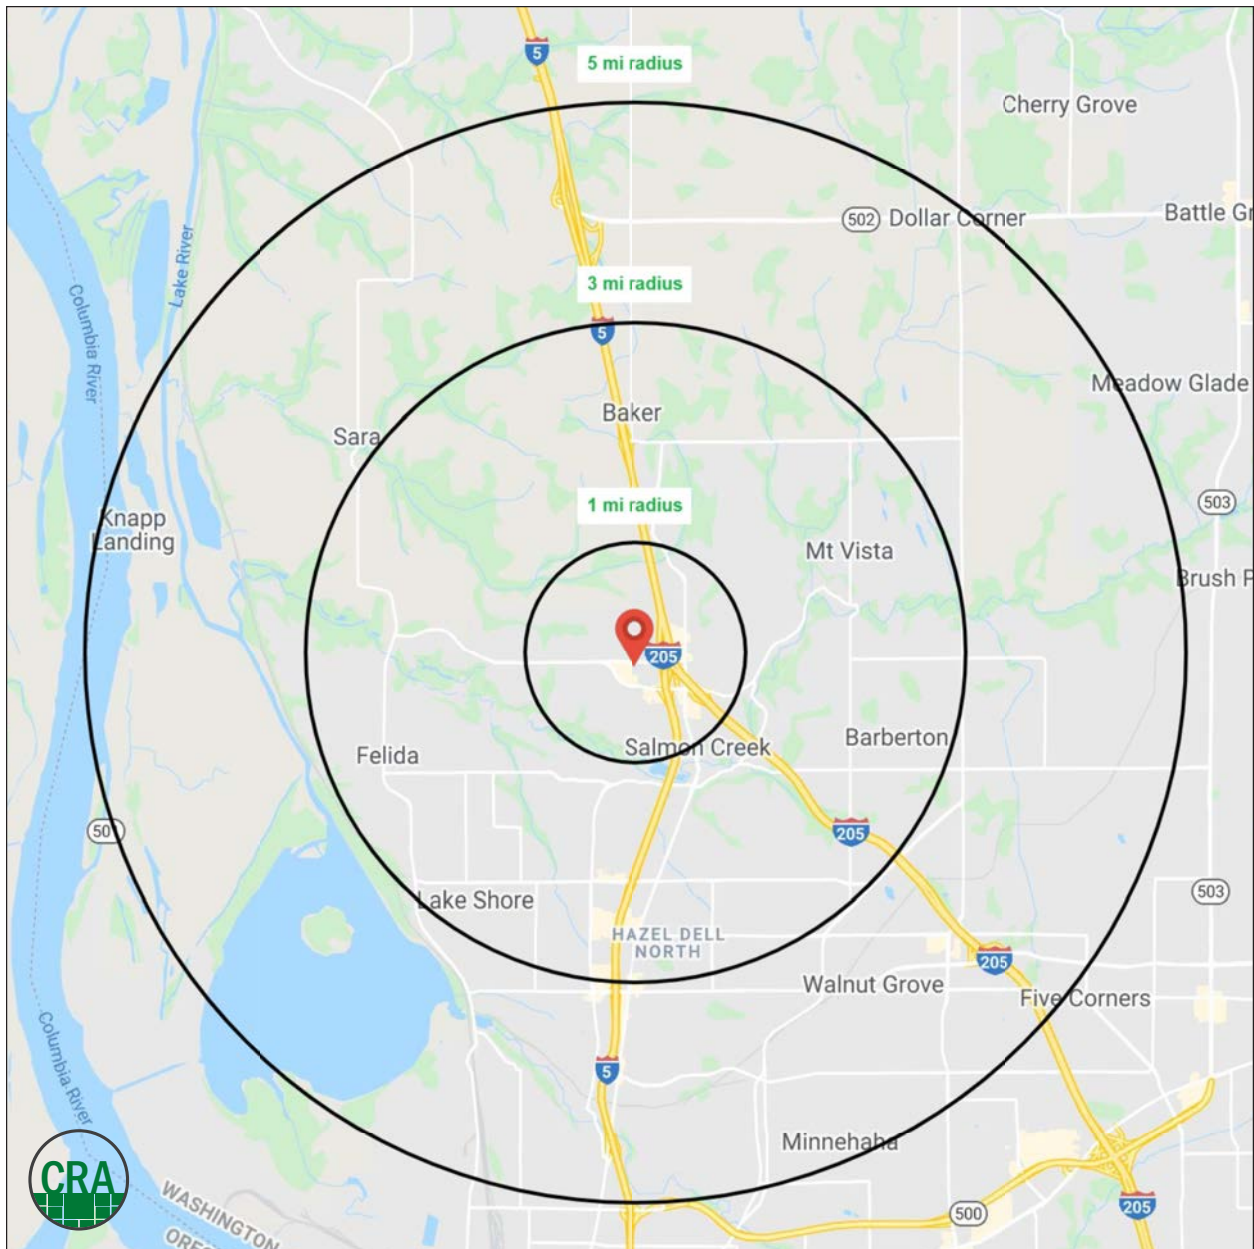 5
5 mi radius
Cherry Grove
502
Dollar Corner
Battle Gr
Lake River
Columbia River
3 mi radius
5
Meadow Glade
Baker
Sara
503
1 mi radius
Knapp
Landing
Mt Vista
Brush P
205
Salmon Creek
Barberton
Felida
50
205
503
Lake Shore
HAZEL DELL
NORTH
205
Walnut Grove
Five Corners
Columbia River
5
Minnehaha
CRA
WASHINGTON
OREG
500
205